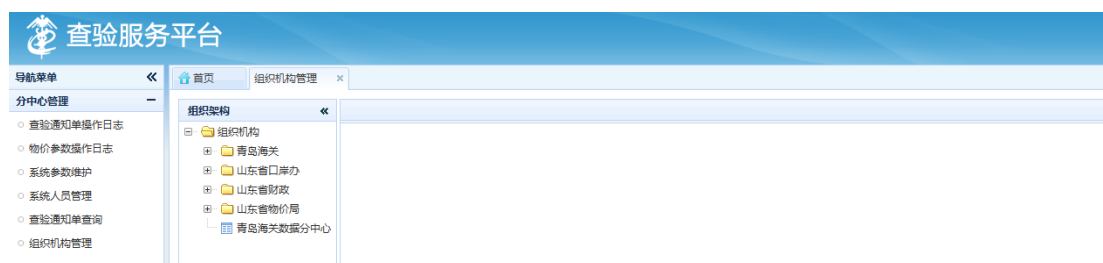 查验服务平台
导航菜单
首页 组织机构管理
分中心管理
组织架构
查验通知单操作日志
组织机构
物价参数操作日志
青岛海关
系统参数维护
山东省口岸办
系统人员管理
山东省财政
山东省物价局
查验通知单查询
青岛海关数据分中心
组织机构管理